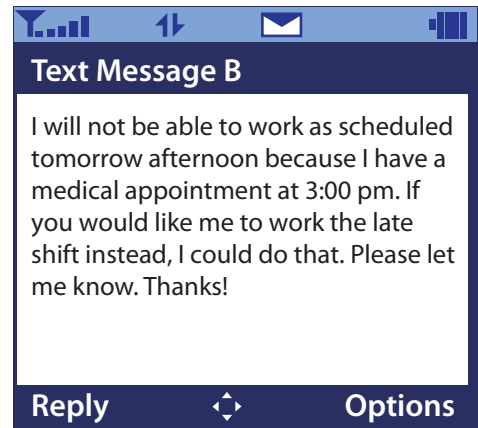 Text Message B
I will not be able to work as scheduled
tomorrow afternoon because I have a
medical appointment at 3:00 pm. If
you would like me to work the late
shift instead, I could do that. Please let
me know. Thanks!
Reply Options